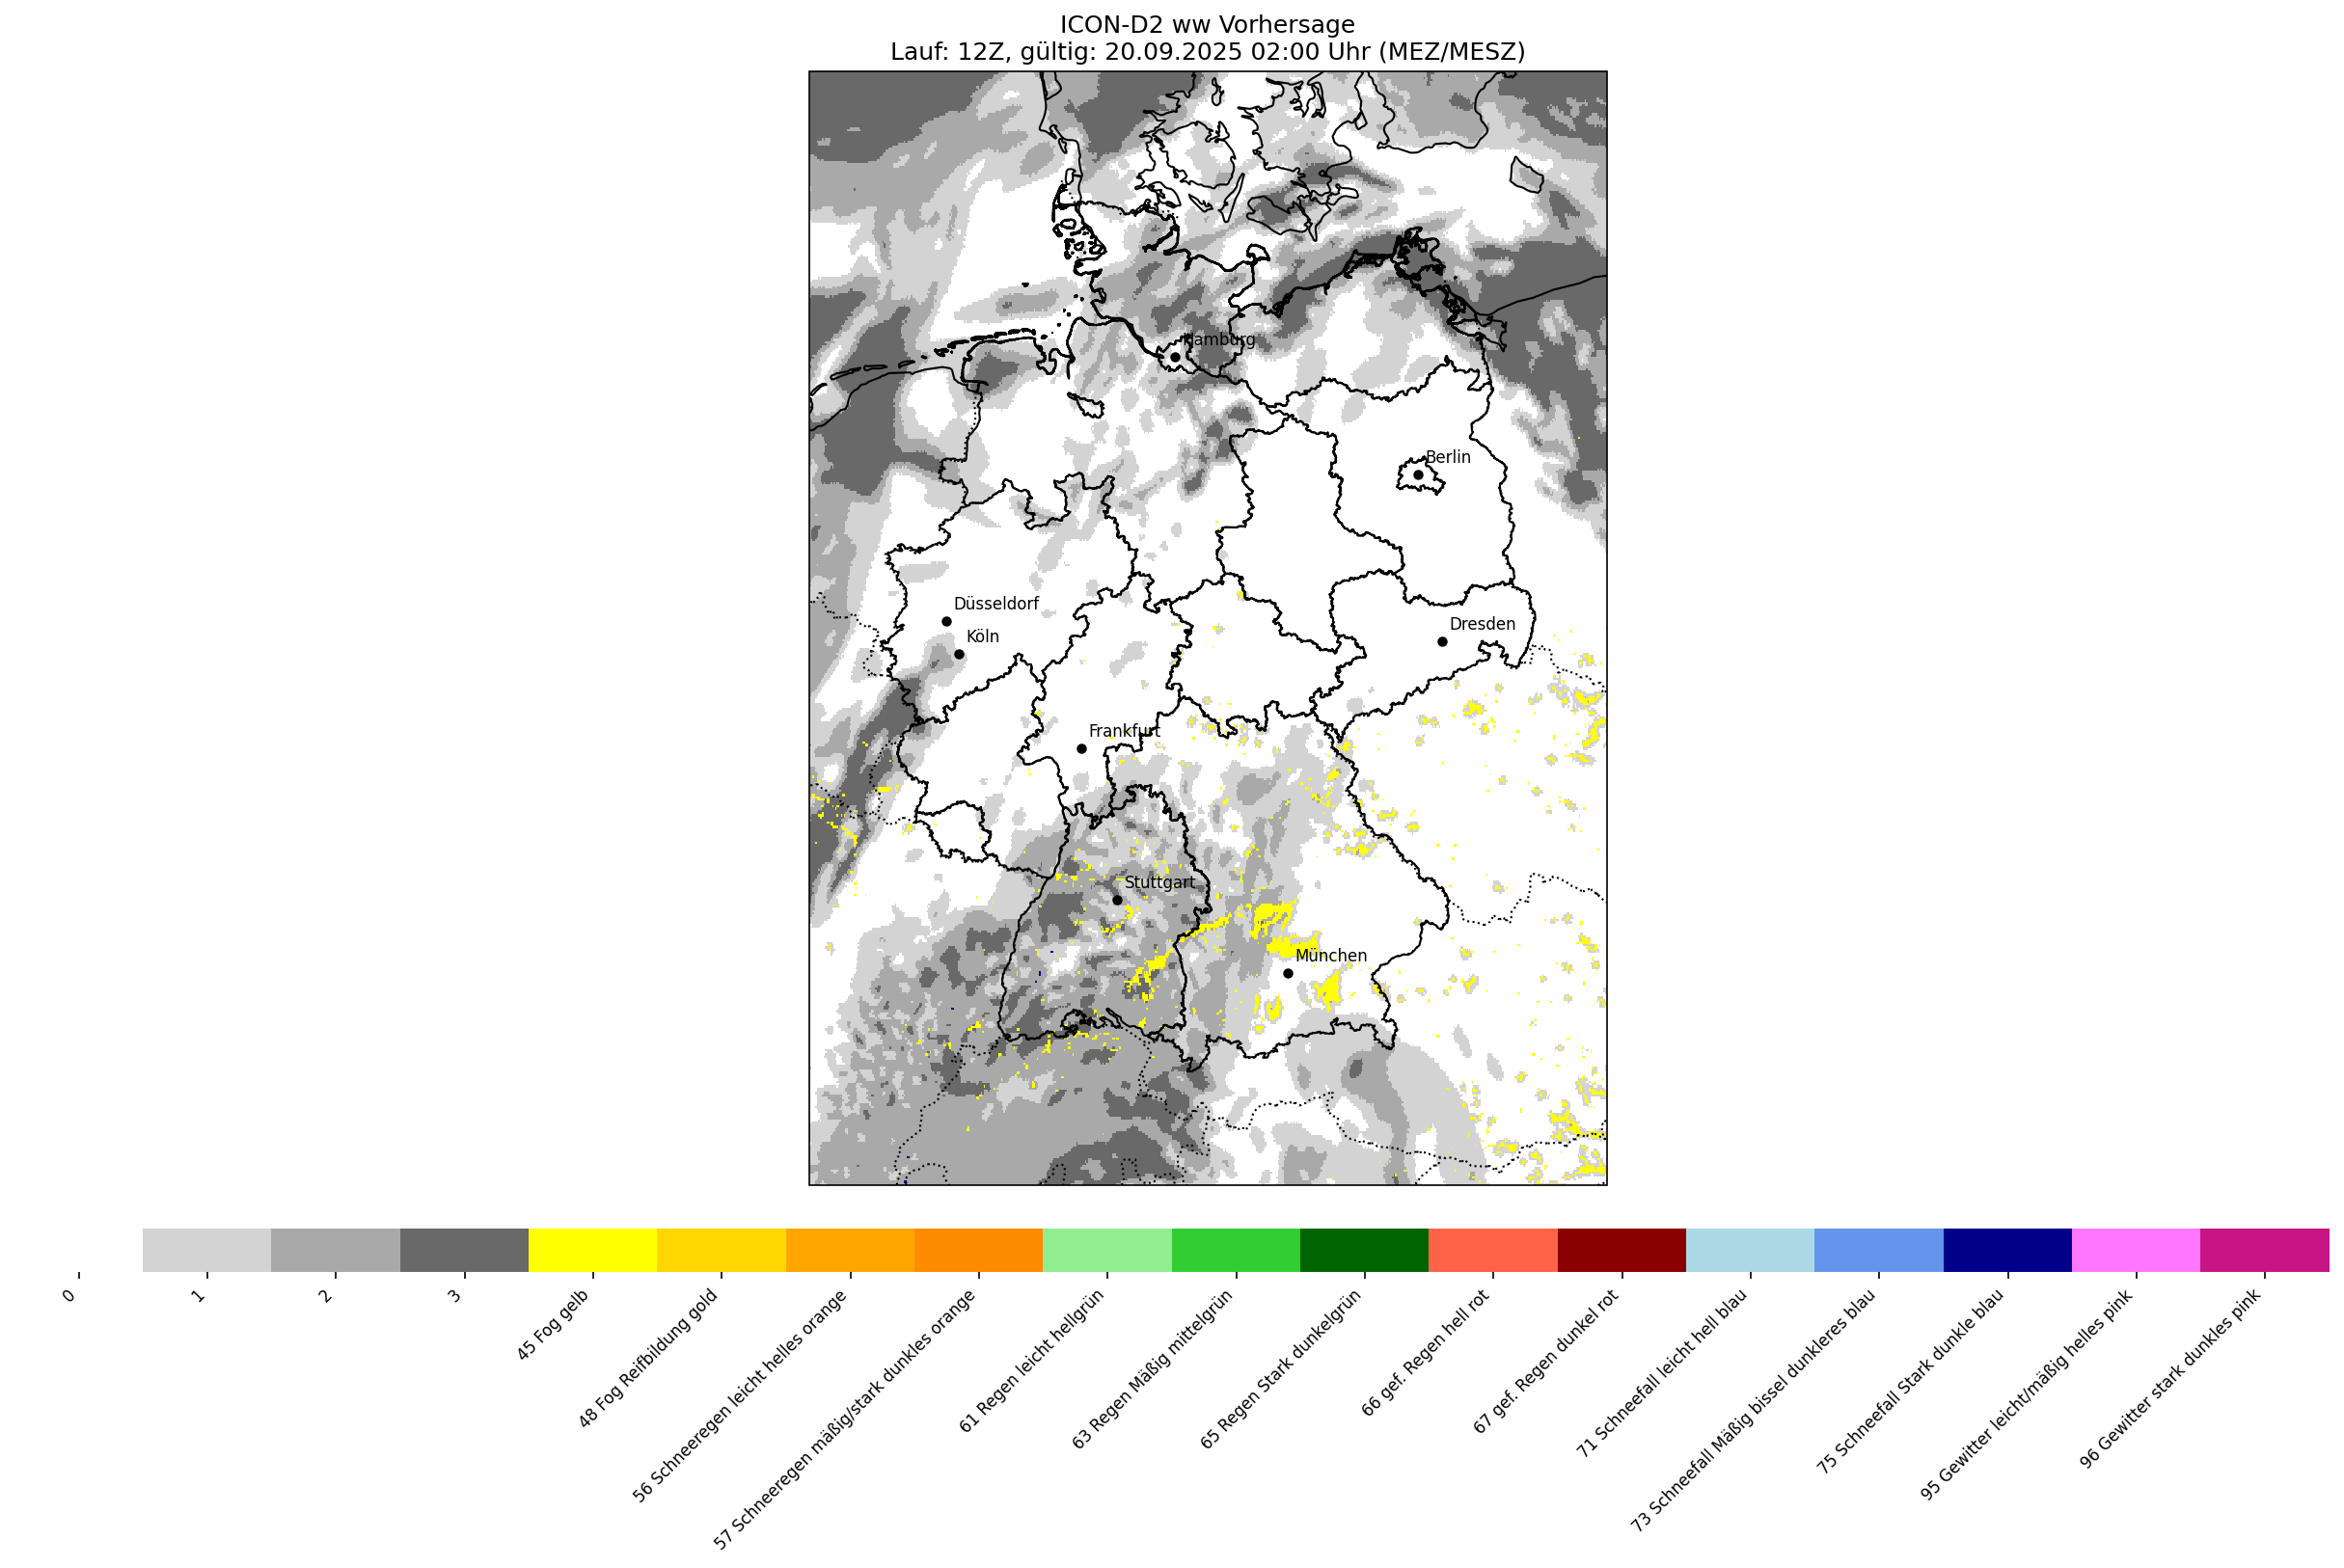 ICON-D2 ww Vorhersage
Lauf: 12Z, gültig: 20.09.2025 02:00 Uhr (MEZ/MESZ)
Hamburg
Berlin
Düsseldorf
Köln
Dresden
Frankfurt
Stuttgart
München
0
1
2
3
45 Fog gelb
48 Fog Reifbildung gold
56 Schneeregen leicht helles orange
57 Schneeregen mäßig/stark dunkles orange
61 Regen leicht hellgrün
63 Regen Mäßig mittelgrün
65 Regen Stark dunkelgrün
66 gef. Regen hell rot
67 gef. Regen dunkel rot
71 Schneefall leicht hell blau
73 Schneefall Mäßig bissel dunkleres blau
75 Schneefall Stark dunkle blau
95 Gewitter leicht/mäßig helles pink
96 Gewitter stark dunkles pink